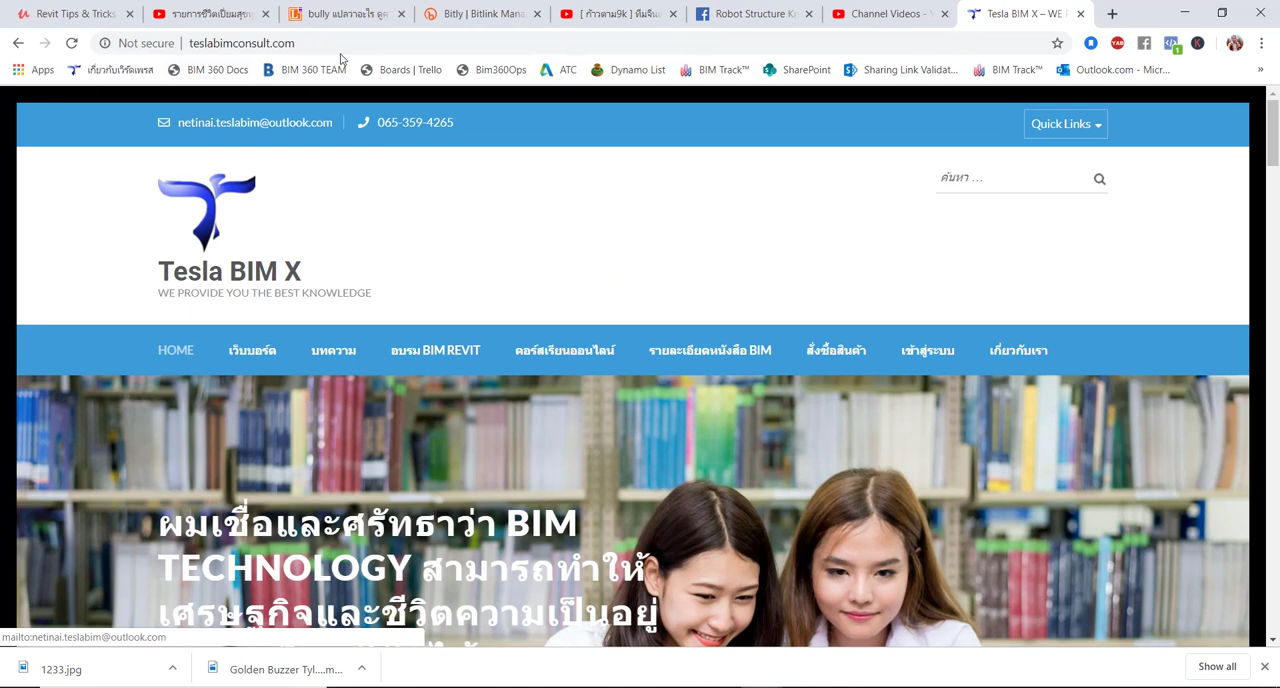 Revit Tips & Tricks
รายการชีวิตเปี่ยมสุขทุ
bully แปลว่าอะไร ดูคว
Bitly | Bitlink Mana
[ ก้าวตาม9k ] ทีมจีนต
Robot Structure Kn
Channel Videos - Y
Tesla BIM X – WE P
Not secure | teslabimconsult.com
Apps
เกี่ยวกับเวิร์ดเพรส
BIM 360 Docs
BIM 360 TEAM
Boards | Trello
Bim360Ops
ATC
Dynamo List
BIM Track™
SharePoint
Sharing Link Validat...
BIM Track™
Outlook.com - Micr...
»
netinai.teslabim@outlook.com
065-359-4265
Quick Links
ค้นหา …
Tesla BIM X
WE PROVIDE YOU THE BEST KNOWLEDGE
HOME
เว็บบอร์ด
บทความ
อบรม BIM REVIT
คอร์สเรียนออนไลน์
รายละเอียดหนังสือ BIM
สั่งซื้อสินค้า
เข้าสู่ระบบ
เกี่ยวกับเรา
ผมเชื่อและศรัทธาว่า BIM
TECHNOLOGY สามารถทำให้
เศรษฐกิจและชีวิตความเป็นอยู่
mailto:netinai.teslabim@outlook.com
1233.jpg
Golden Buzzer Tyl....m...
Show all